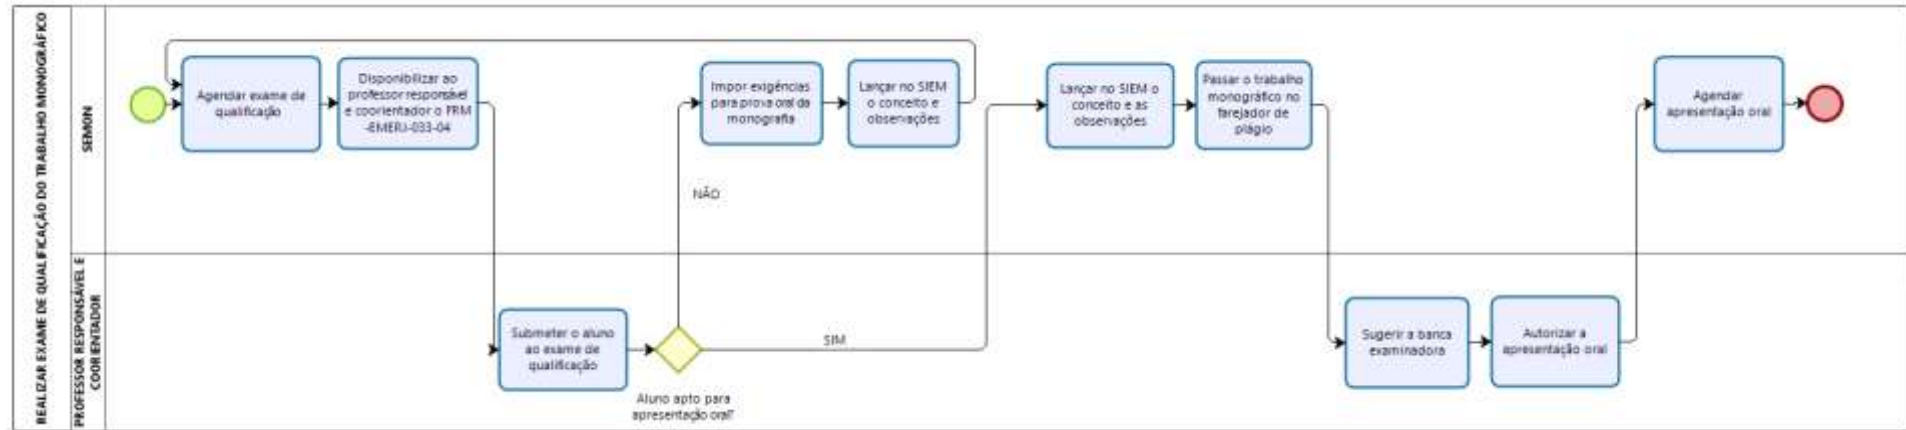 REALIZAR EXAME DE QUALIFICAÇÃO DO TRABALHO MONOGRÁFICO
SEMON
Agendar exame de
qualificação
Disponibilizar ao
professor responsável
e coorientador o FRM
-EMERJ-033-04
Impor exigências
para prova oral da
monografia
Lançar no SIEM
o conceito e
observações
Lançar no SIEM o
conceito e as
observações
Passar o trabalho
monográfico no
farejador de
plágio
Agendar
apresentação oral
NÃO
PROFESSOR RESPONSÁVEL E
COORIENTADOR
Submeter o aluno
ao exame de
qualificação
Aluno apto para
apresentação oral?
SIM
Sugerir a banca
examinadora
Autorizar a
apresentação oral